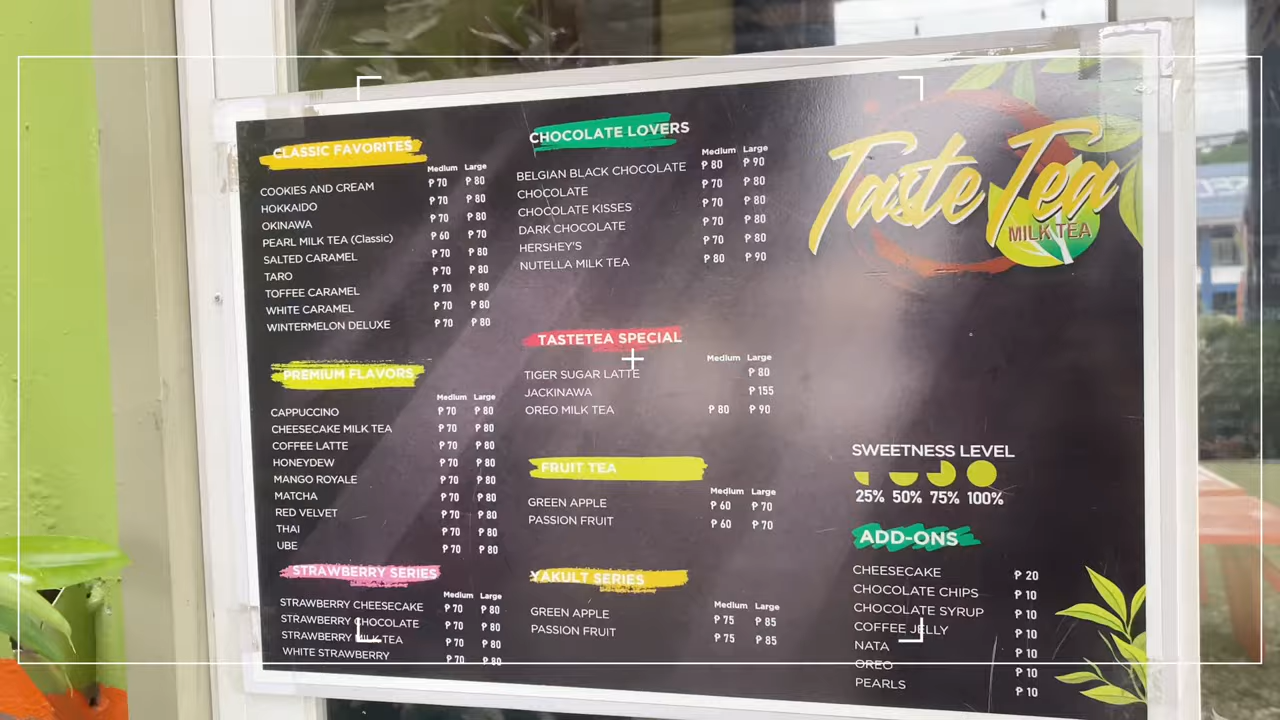 CLASSIC FAVORITES
Medium Large
COOKIES AND CREAM ₱ 70 ₱ 80
HOKKAIDO ₱ 70 ₱ 80
OKINAWA ₱ 70 ₱ 80
PEARL MILK TEA (Classic) ₱ 60 ₱ 70
SALTED CARAMEL ₱ 70 ₱ 80
TARO ₱ 70 ₱ 80
TOFFEE CARAMEL ₱ 70 ₱ 80
WHITE CARAMEL ₱ 70 ₱ 80
WINTERMELON DELUXE ₱ 70 ₱ 80
PREMIUM FLAVORS
Medium Large
CAPPUCCINO ₱ 70 ₱ 80
CHEESECAKE MILK TEA ₱ 70 ₱ 80
COFFEE LATTE ₱ 70 ₱ 80
HONEYDEW ₱ 70 ₱ 80
MANGO ROYALE ₱ 70 ₱ 80
MATCHA ₱ 70 ₱ 80
RED VELVET ₱ 70 ₱ 80
THAI ₱ 70 ₱ 80
UBE ₱ 70 ₱ 80
STRAWBERRY SERIES
Medium Large
STRAWBERRY CHEESECAKE ₱ 70 ₱ 80
STRAWBERRY CHOCOLATE ₱ 70 ₱ 80
STRAWBERRY MILK TEA ₱ 70 ₱ 80
WHITE STRAWBERRY ₱ 70 ₱ 80
CHOCOLATE LOVERS
Medium Large
BELGIAN BLACK CHOCOLATE ₱ 80 ₱ 90
CHOCOLATE ₱ 70 ₱ 80
CHOCOLATE KISSES ₱ 70 ₱ 80
DARK CHOCOLATE ₱ 70 ₱ 80
HERSHEY'S ₱ 70 ₱ 80
NUTELLA MILK TEA ₱ 80 ₱ 90
TASTETEA SPECIAL
Medium Large
TIGER SUGAR LATTE ₱ 80
JACKINAWA ₱ 155
OREO MILK TEA ₱ 80 ₱ 90
FRUIT TEA
Medium Large
GREEN APPLE ₱ 60 ₱ 70
PASSION FRUIT ₱ 60 ₱ 70
YAKULT SERIES
Medium Large
GREEN APPLE ₱ 75 ₱ 85
PASSION FRUIT ₱ 75 ₱ 85
Taste Tea
MILK TEA
SWEETNESS LEVEL
25% 50% 75% 100%
ADD-ONS
CHEESECAKE ₱ 20
CHOCOLATE CHIPS ₱ 10
CHOCOLATE SYRUP ₱ 10
COFFEE JELLY ₱ 10
NATA ₱ 10
OREO ₱ 10
PEARLS ₱ 10